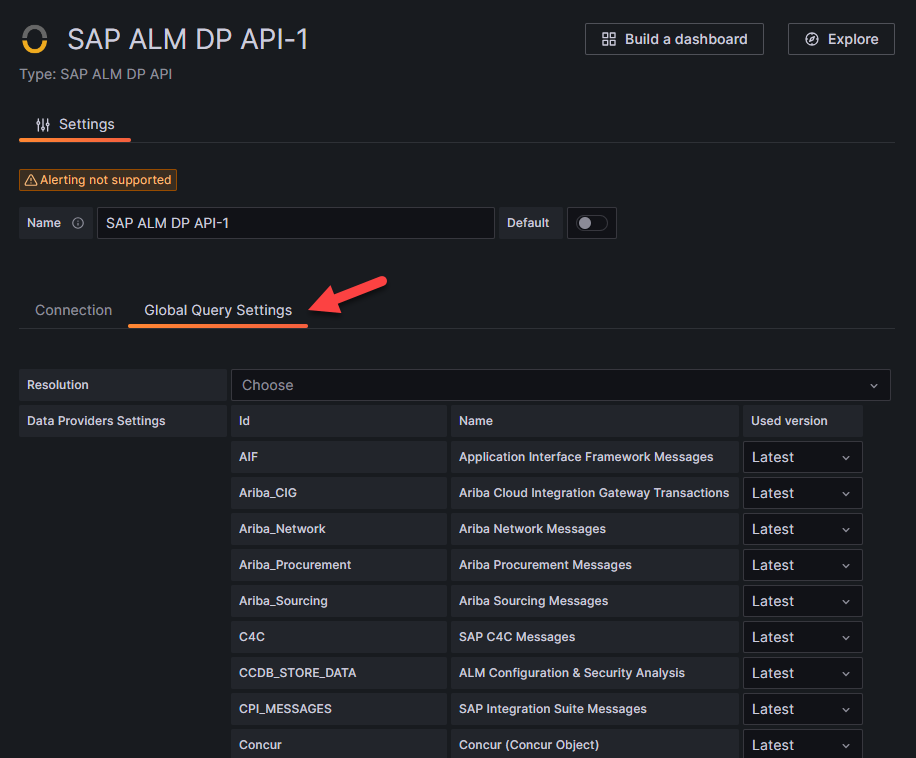 SAP ALM DP API-1
Build a dashboard
Explore
Type: SAP ALM DP API
Settings
Alerting not supported
Name SAP ALM DP API-1 Default
Connection Global Query Settings
Resolution Choose
Data Providers Settings Id Name Used version
AIF Application Interface Framework Messages Latest
Ariba_CIG Ariba Cloud Integration Gateway Transactions Latest
Ariba_Network Ariba Network Messages Latest
Ariba_Procurement Ariba Procurement Messages Latest
Ariba_Sourcing Ariba Sourcing Messages Latest
C4C SAP C4C Messages Latest
CCDB_STORE_DATA ALM Configuration & Security Analysis Latest
CPI_MESSAGES SAP Integration Suite Messages Latest
Concur Concur (Concur Object) Latest